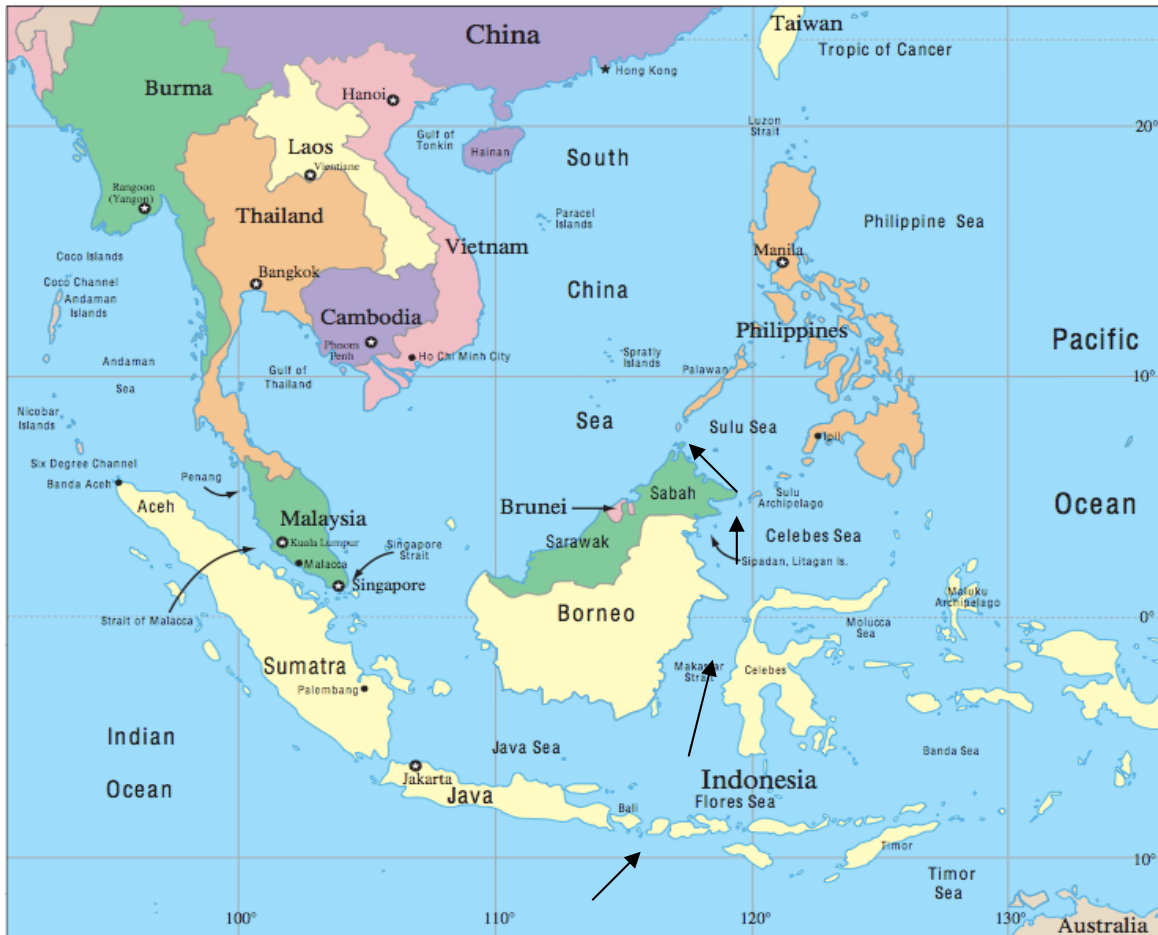 China
Taiwan
Tropic of Cancer
Hong Kong
Burma
Hanoi
Luzon
Strait
20°
Gulf of
Tonkin
Hainan
South
Laos
Vientiane
Rangoon
(Yangon)
Thailand
Paracel
Islands
Philippine Sea
Vietnam
Manila
Coco Islands
Bangkok
Coco Channel
Andaman
Islands
China
Cambodia
Philippines
Pacific
Phnom
Penh
Ho Chi Minh City
Spratly
Islands
Andaman
Sea
Gulf of
Thailand
Palawan
10°
Nicobar
Islands
Sea
Sulu Sea
Ipil
Six Degree Channel
Banda Aceh
Penang
Aceh
Sabah
Sulu
Archipelago
Ocean
Brunei
Malaysia
Kuala Lumpur
Singapore
Strait
Sarawak
Celebes Sea
Malacca
Sipadan, Litagan Is.
Singapore
Maluku
Archipelago
Strait of Malacca
Borneo
Molucca
Sea
0°
Sumatra
Makassar
Strait
Celebes
Palembang
Indian
Java Sea
Banda Sea
Ocean
Jakarta
Indonesia
Java
Bali
Flores Sea
Timor
10°
Timor
Sea
100°
110°
120°
130°
Australia